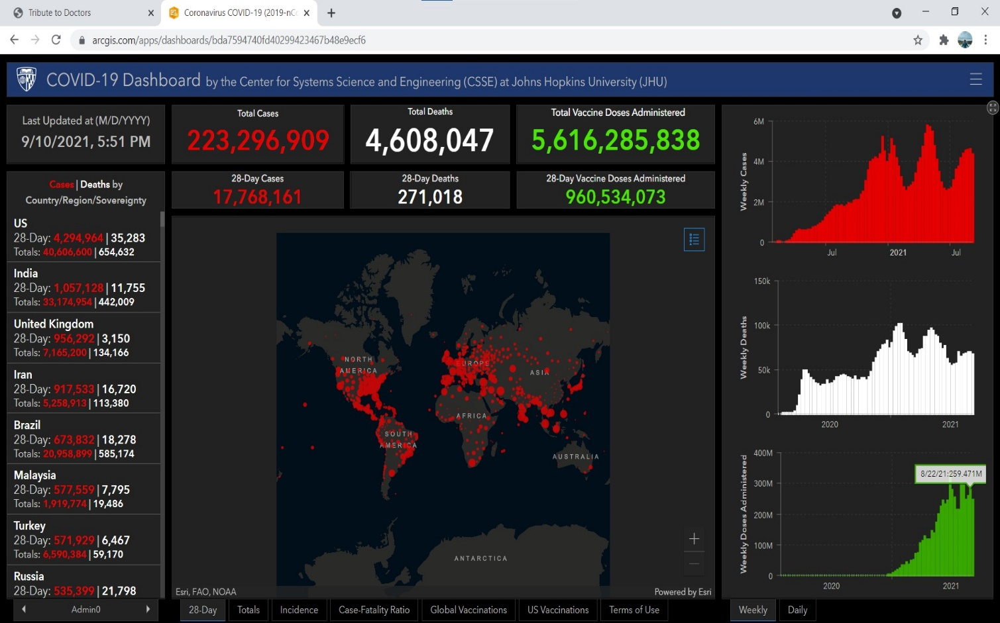 Tribute to Doctors
Coronavirus COVID-19 (2019-nC
arcgis.com/apps/dashboards/bda7594740fd40299423467b48e9ecf6
COVID-19 Dashboard by the Center for Systems Science and Engineering (CSSE) at Johns Hopkins University (JHU)
Last Updated at (M/D/YYYY)
9/10/2021, 5:51 PM
Total Cases
223,296,909
Total Deaths
4,608,047
Total Vaccine Doses Administered
5,616,285,838
28-Day Cases
17,768,161
28-Day Deaths
271,018
28-Day Vaccine Doses Administered
960,534,073
Cases | Deaths by
Country/Region/Sovereignty
US
28-Day: 4,294,964 | 35,283
Totals: 40,606,600 | 654,632
India
28-Day: 1,057,128 | 11,755
Totals: 33,174,954 | 442,009
United Kingdom
28-Day: 956,292 | 3,150
Totals: 7,165,200 | 134,166
Iran
28-Day: 917,533 | 16,720
Totals: 5,258,913 | 113,380
Brazil
28-Day: 673,832 | 18,278
Totals: 20,958,899 | 585,174
Malaysia
28-Day: 577,559 | 7,795
Totals: 1,919,774 | 19,486
Turkey
28-Day: 571,929 | 6,467
Totals: 6,590,384 | 59,170
Russia
28-Day: 535,399 | 21,798
Admin0
NORTH
AMERICA
EUROPE
ASIA
AFRICA
SOUTH
AMERICA
AUSTRALIA
ANTARCTICA
Esri, FAO, NOAA
Powered by Esri
28-Day
Totals
Incidence
Case-Fatality Ratio
Global Vaccinations
US Vaccinations
Terms of Use
Weekly Cases
6M
4M
2M
0
Jul
2021
Jul
Weekly Deaths
150k
100k
50k
0
2020
2021
Weekly Doses Administered
400M
300M
200M
100M
0
8/22/21:259.471M
2020
2021
Weekly
Daily